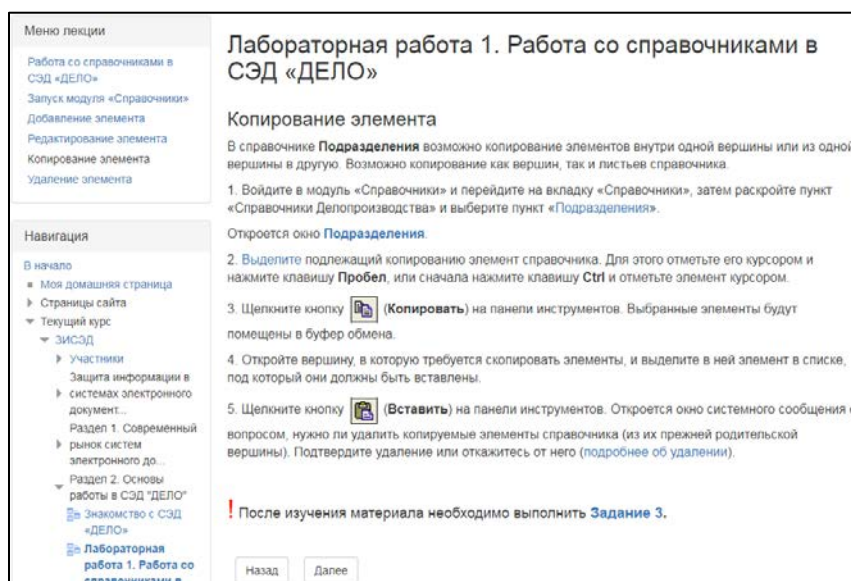 Меню лекции
Работа со справочниками в
СЭД «ДЕЛО»
Запуск модуля «Справочники»
Добавление элемента
Редактирование элемента
Копирование элемента
Удаление элемента
Навигация
В начало
Моя домашняя страница
Страницы сайта
Текущий курс
ЗИСЭД
Участники
Защита информации в
системах электронного
документ...
Раздел 1. Современный
рынок систем
электронного до...
Раздел 2. Основы
работы в СЭД "ДЕЛО"
Знакомство с СЭД
«ДЕЛО»
Лабораторная
работа 1. Работа со
справочниками в
Лабораторная работа 1. Работа со справочниками в
СЭД «ДЕЛО»
Копирование элемента
В справочнике Подразделения возможно копирование элементов внутри одной вершины или из одной
вершины в другую. Возможно копирование как вершин, так и листьев справочника.
1. Войдите в модуль «Справочники» и перейдите на вкладку «Справочники», затем раскройте пункт
«Справочники Делопроизводства» и выберите пункт «Подразделения».
Откроется окно Подразделения.
2. Выделите подлежащий копированию элемент справочника. Для этого отметьте его курсором и
нажмите клавишу Пробел, или сначала нажмите клавишу Ctrl и отметьте элемент курсором.
3. Щелкните кнопку (Копировать) на панели инструментов. Выбранные элементы будут
помещены в буфер обмена.
4. Откройте вершину, в которую требуется скопировать элементы, и выделите в ней элемент в списке,
под который они должны быть вставлены.
5. Щелкните кнопку (Вставить) на панели инструментов. Откроется окно системного сообщения с
вопросом, нужно ли удалить копируемые элементы справочника (из их прежней родительской
вершины). Подтвердите удаление или откажитесь от него (подробнее об удалении).
! После изучения материала необходимо выполнить Задание 3.
Назад Далее